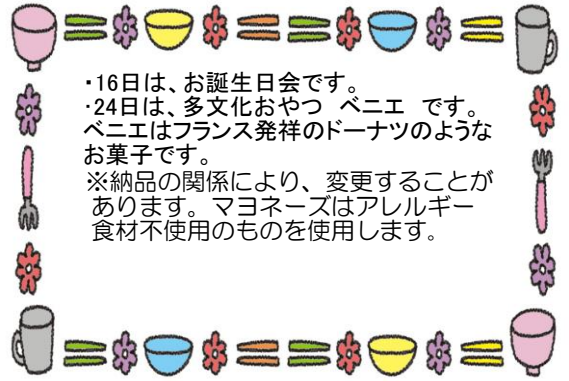 ・16日は、お誕生日会です。
・24日は、多文化おやつ　ベニエ　です。
ベニエはフランス発祥のドーナツのような
お菓子です。
※納品の関係により、変更することが
あります。マヨネーズはアレルギー
食材不使用のものを使用します。